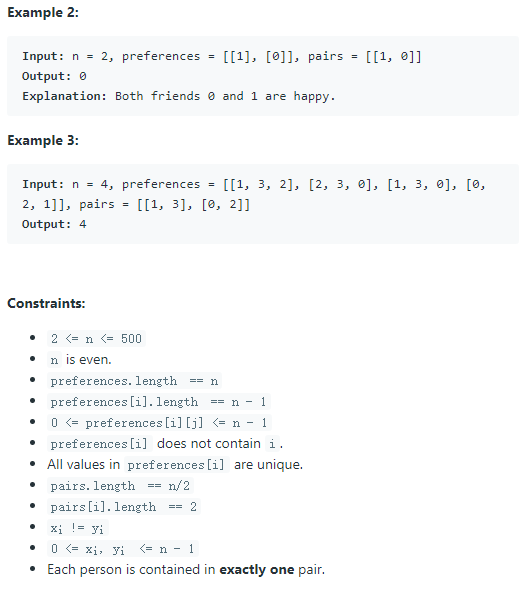 Example 2:
Input: n = 2, preferences = [[1], [0]], pairs = [[1, 0]]
Output: 0
Explanation: Both friends 0 and 1 are happy.
Example 3:
Input: n = 4, preferences = [[1, 3, 2], [2, 3, 0], [1, 3, 0], [0,
2, 1]], pairs = [[1, 3], [0, 2]]
Output: 4
Constraints:
• 2 <= n <= 500
• n is even.
• preferences.length == n
• preferences[i].length == n - 1
• 0 <= preferences[i][j] <= n - 1
• preferences[i] does not contain i.
• All values in preferences[i] are unique.
• pairs.length == n/2
• pairs[i].length == 2
• xᵢ != yᵢ
• 0 <= xᵢ, yᵢ <= n - 1
• Each person is contained in exactly one pair.